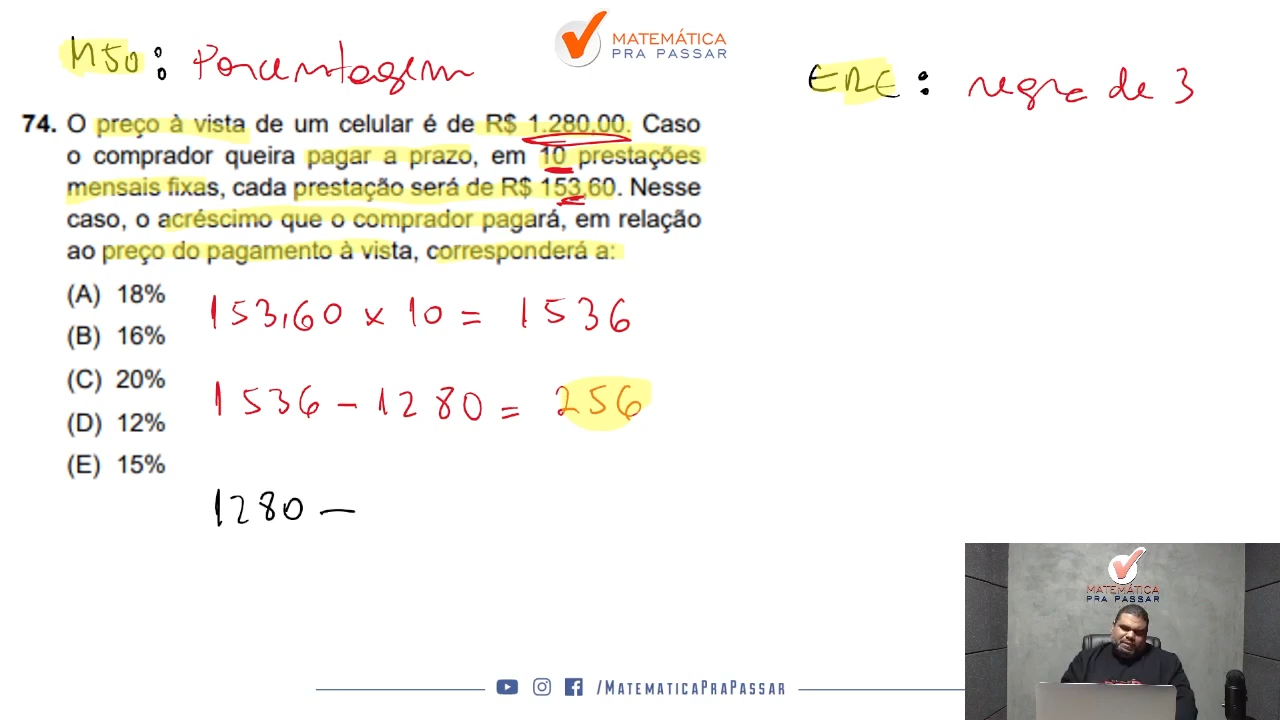 M50: Porcentagem
MATEMÁTICA
PRA PASSAR
ERE: regra de 3
74. O preço à vista de um celular é de R$ 1.280,00. Caso
o comprador queira pagar a prazo, em 10 prestações
mensais fixas, cada prestação será de R$ 153,60. Nesse
caso, o acréscimo que o comprador pagará, em relação
ao preço do pagamento à vista, corresponderá a:
(A) 18%
(B) 16%
(C) 20%
(D) 12%
(E) 15%
153,60 x 10 = 1536
1536 - 1280 = 256
1280 —
MATEMÁTICA
PRA PASSAR
/MATEMATICAPRAPASSAR